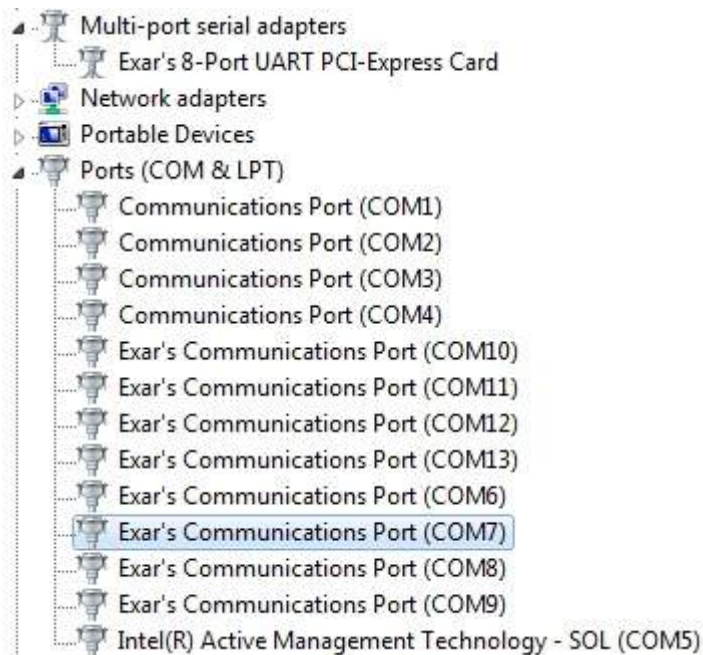 Multi-port serial adapters
Exar's 8-Port UART PCI-Express Card
Network adapters
Portable Devices
Ports (COM & LPT)
Communications Port (COM1)
Communications Port (COM2)
Communications Port (COM3)
Communications Port (COM4)
Exar's Communications Port (COM10)
Exar's Communications Port (COM11)
Exar's Communications Port (COM12)
Exar's Communications Port (COM13)
Exar's Communications Port (COM6)
Exar's Communications Port (COM7)
Exar's Communications Port (COM8)
Exar's Communications Port (COM9)
Intel(R) Active Management Technology - SOL (COM5)